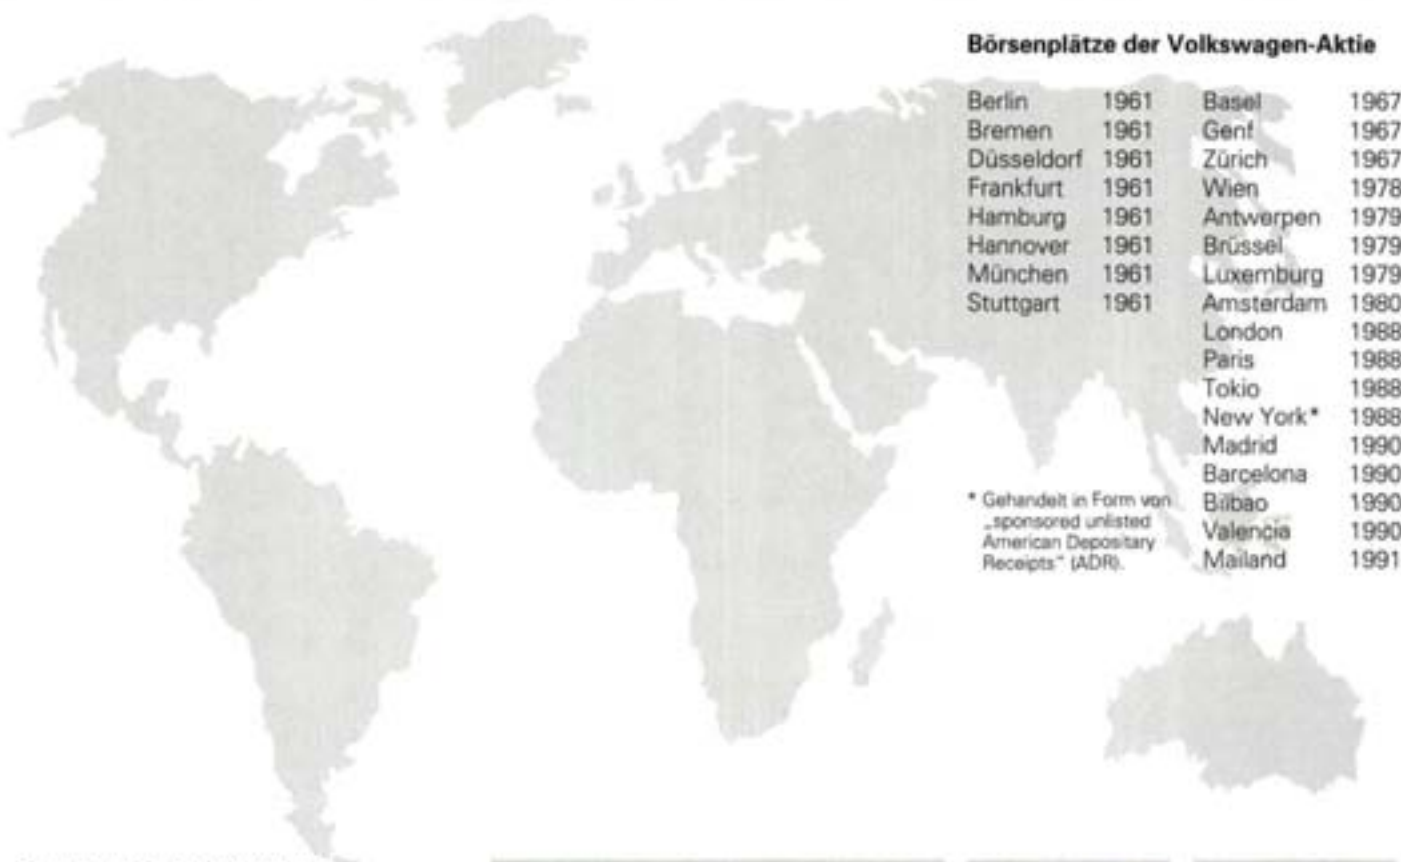 Börsenplätze der Volkswagen-Aktie
Berlin 1961 Basel 1967
Bremen 1961 Genf 1967
Düsseldorf 1961 Zürich 1967
Frankfurt 1961 Wien 1978
Hamburg 1961 Antwerpen 1979
Hannover 1961 Brüssel 1979
München 1961 Luxemburg 1979
Stuttgart 1961 Amsterdam 1980
London 1988
Paris 1988
Tokio 1988
New York* 1988
Madrid 1990
Barcelona 1990
Bilbao 1990
Valencia 1990
Mailand 1991
* Gehandelt in Form von
„sponsored unlisted
American Depositary
Receipts“ (ADR).